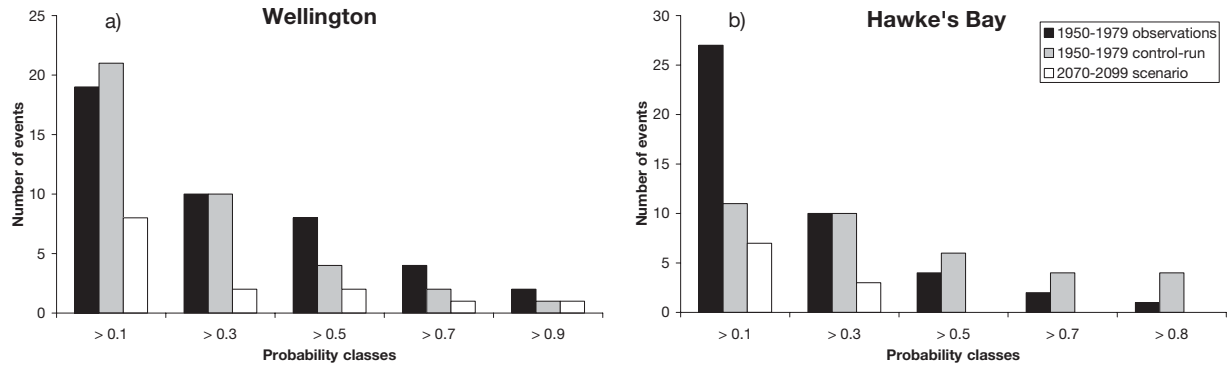 Wellington
a)
25
20
15
10
5
0
Number of events
> 0.1 > 0.3 > 0.5 > 0.7 > 0.9
Probability classes
Hawke's Bay
b)
1950-1979 observations
1950-1979 control-run
2070-2099 scenario
30
25
20
15
10
5
0
Number of events
> 0.1 > 0.3 > 0.5 > 0.7 > 0.8
Probability classes